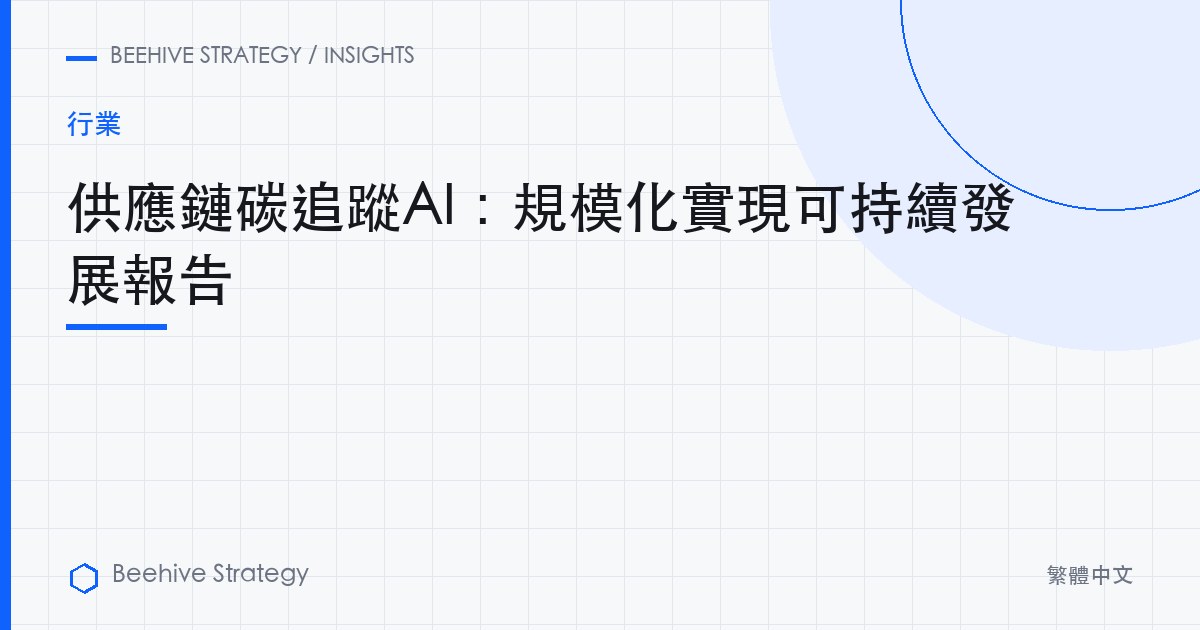 BEEHIVE STRATEGY / INSIGHTS
行業
供應鏈碳追蹤AI：規模化實現可持續發
展報告
Beehive Strategy
繁體中文